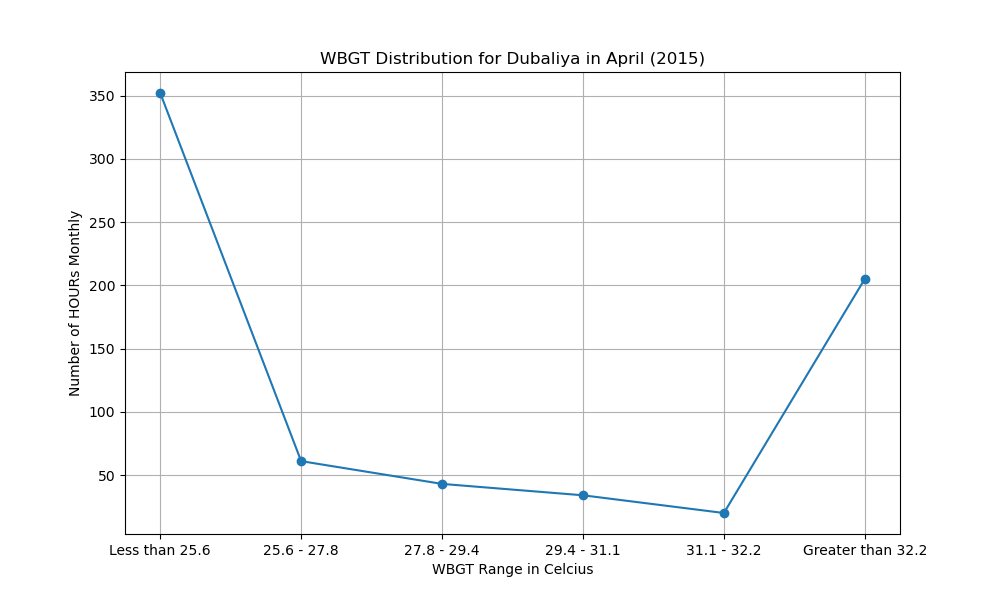 WBGT Distribution for Dubaliya in April (2015)
Number of HOURs Monthly
350
300
250
200
150
100
50
Less than 25.6
25.6 - 27.8
27.8 - 29.4
29.4 - 31.1
31.1 - 32.2
Greater than 32.2
WBGT Range in Celcius